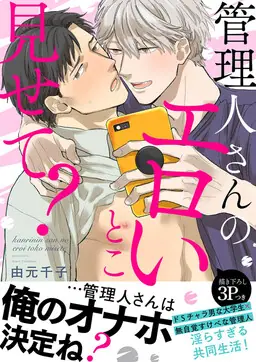 管理人さんの
エロいとこ
見せて?
kanrinin san no
eroi toko misete?
由元千子
描き下ろし
3Pつき
…管理人さんは
俺のオナホ
決定ね?
ドSチャラ男な大学生×
無自覚すけべな管理人
淫らすぎる
共同生活!